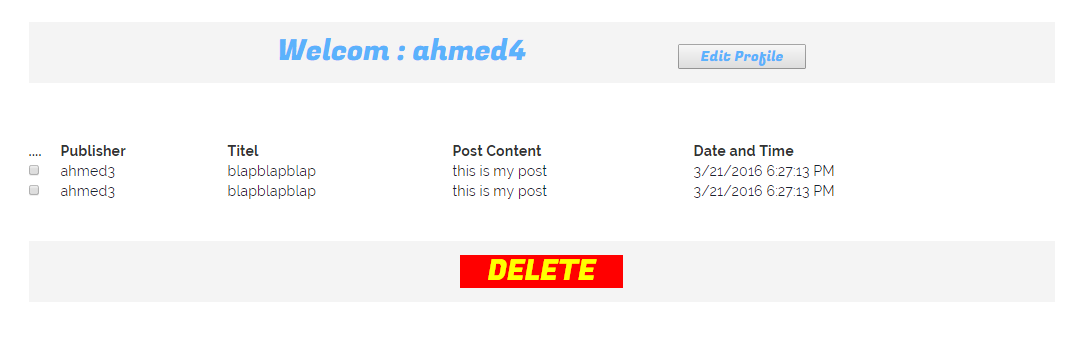 Welcom : ahmed4 Edit Profile
.... Publisher Titel Post Content Date and Time
ahmed3 blapblapblap this is my post 3/21/2016 6:27:13 PM
ahmed3 blapblapblap this is my post 3/21/2016 6:27:13 PM
DELETE